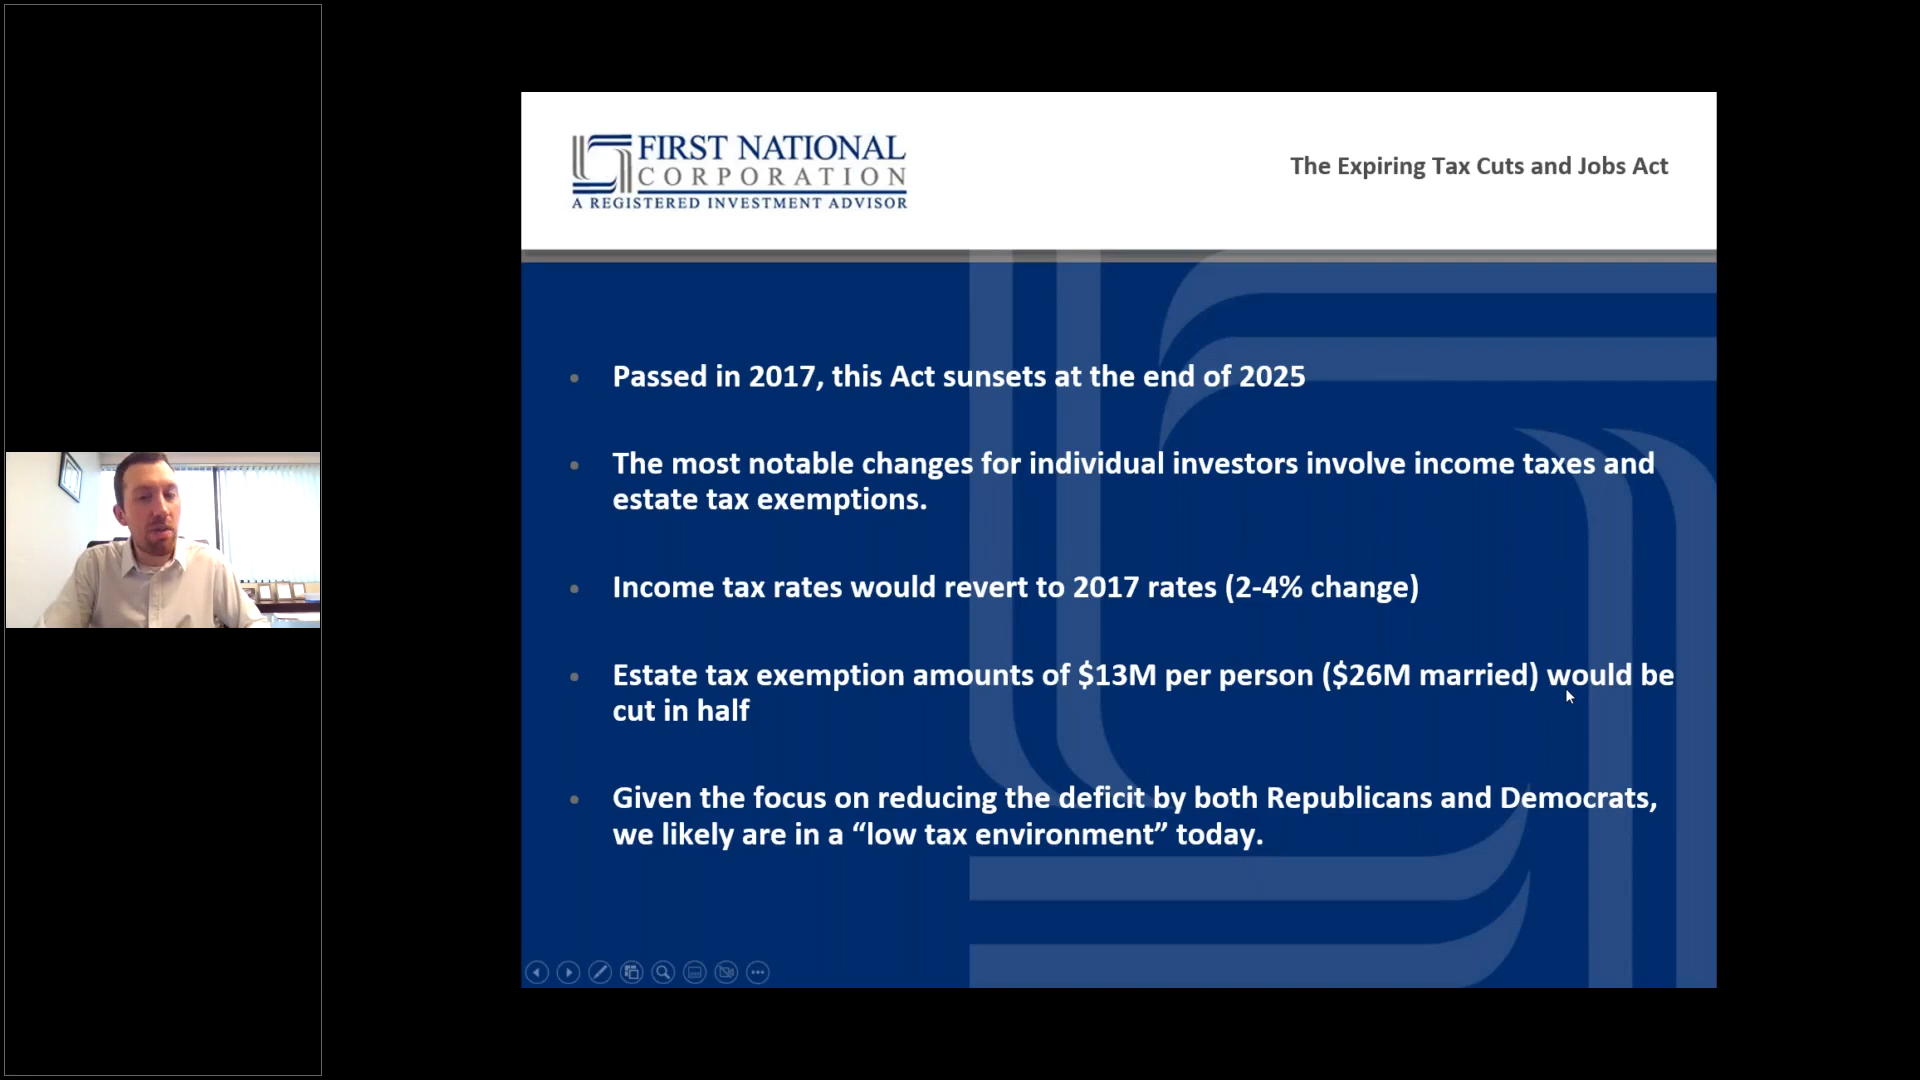 FIRST NATIONAL
CORPORATION
A REGISTERED INVESTMENT ADVISOR
The Expiring Tax Cuts and Jobs Act
• Passed in 2017, this Act sunsets at the end of 2025
• The most notable changes for individual investors involve income taxes and
estate tax exemptions.
• Income tax rates would revert to 2017 rates (2-4% change)
• Estate tax exemption amounts of $13M per person ($26M married) would be
cut in half
• Given the focus on reducing the deficit by both Republicans and Democrats,
we likely are in a “low tax environment” today.